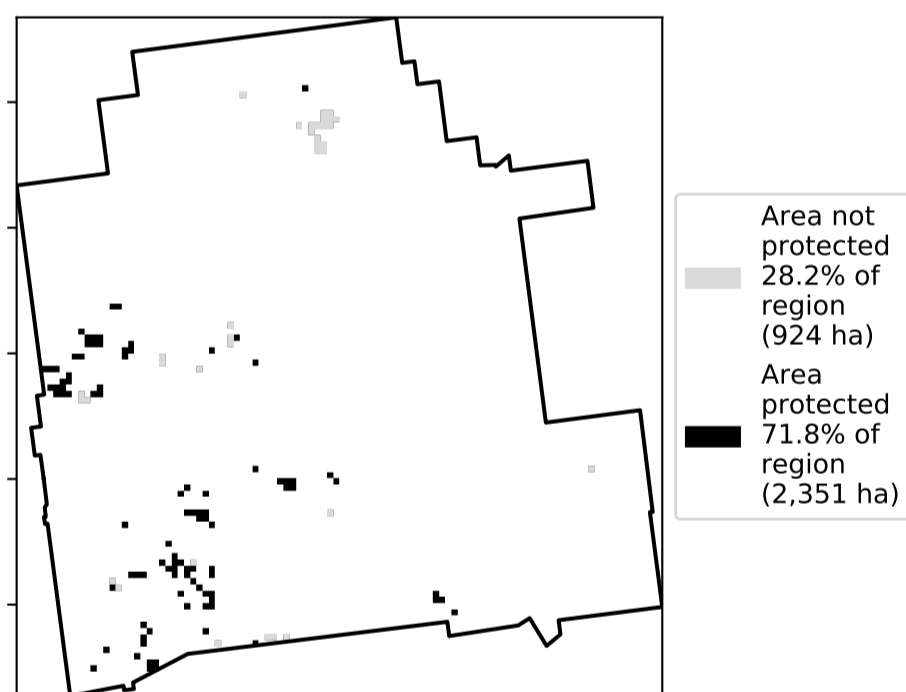 Area not
protected
28.2% of
region
(924 ha)
Area
protected
71.8% of
region
(2,351 ha)